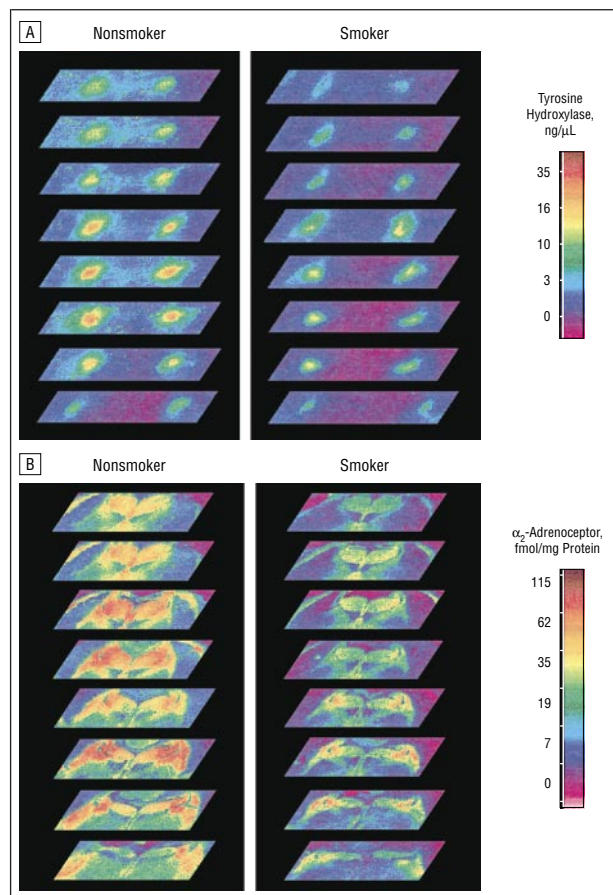 A
Nonsmoker
Smoker
Tyrosine
Hydroxylase,
ng/μL
35
16
10
3
0
B
Nonsmoker
Smoker
α2-Adrenoceptor,
fmol/mg Protein
115
62
35
19
7
0